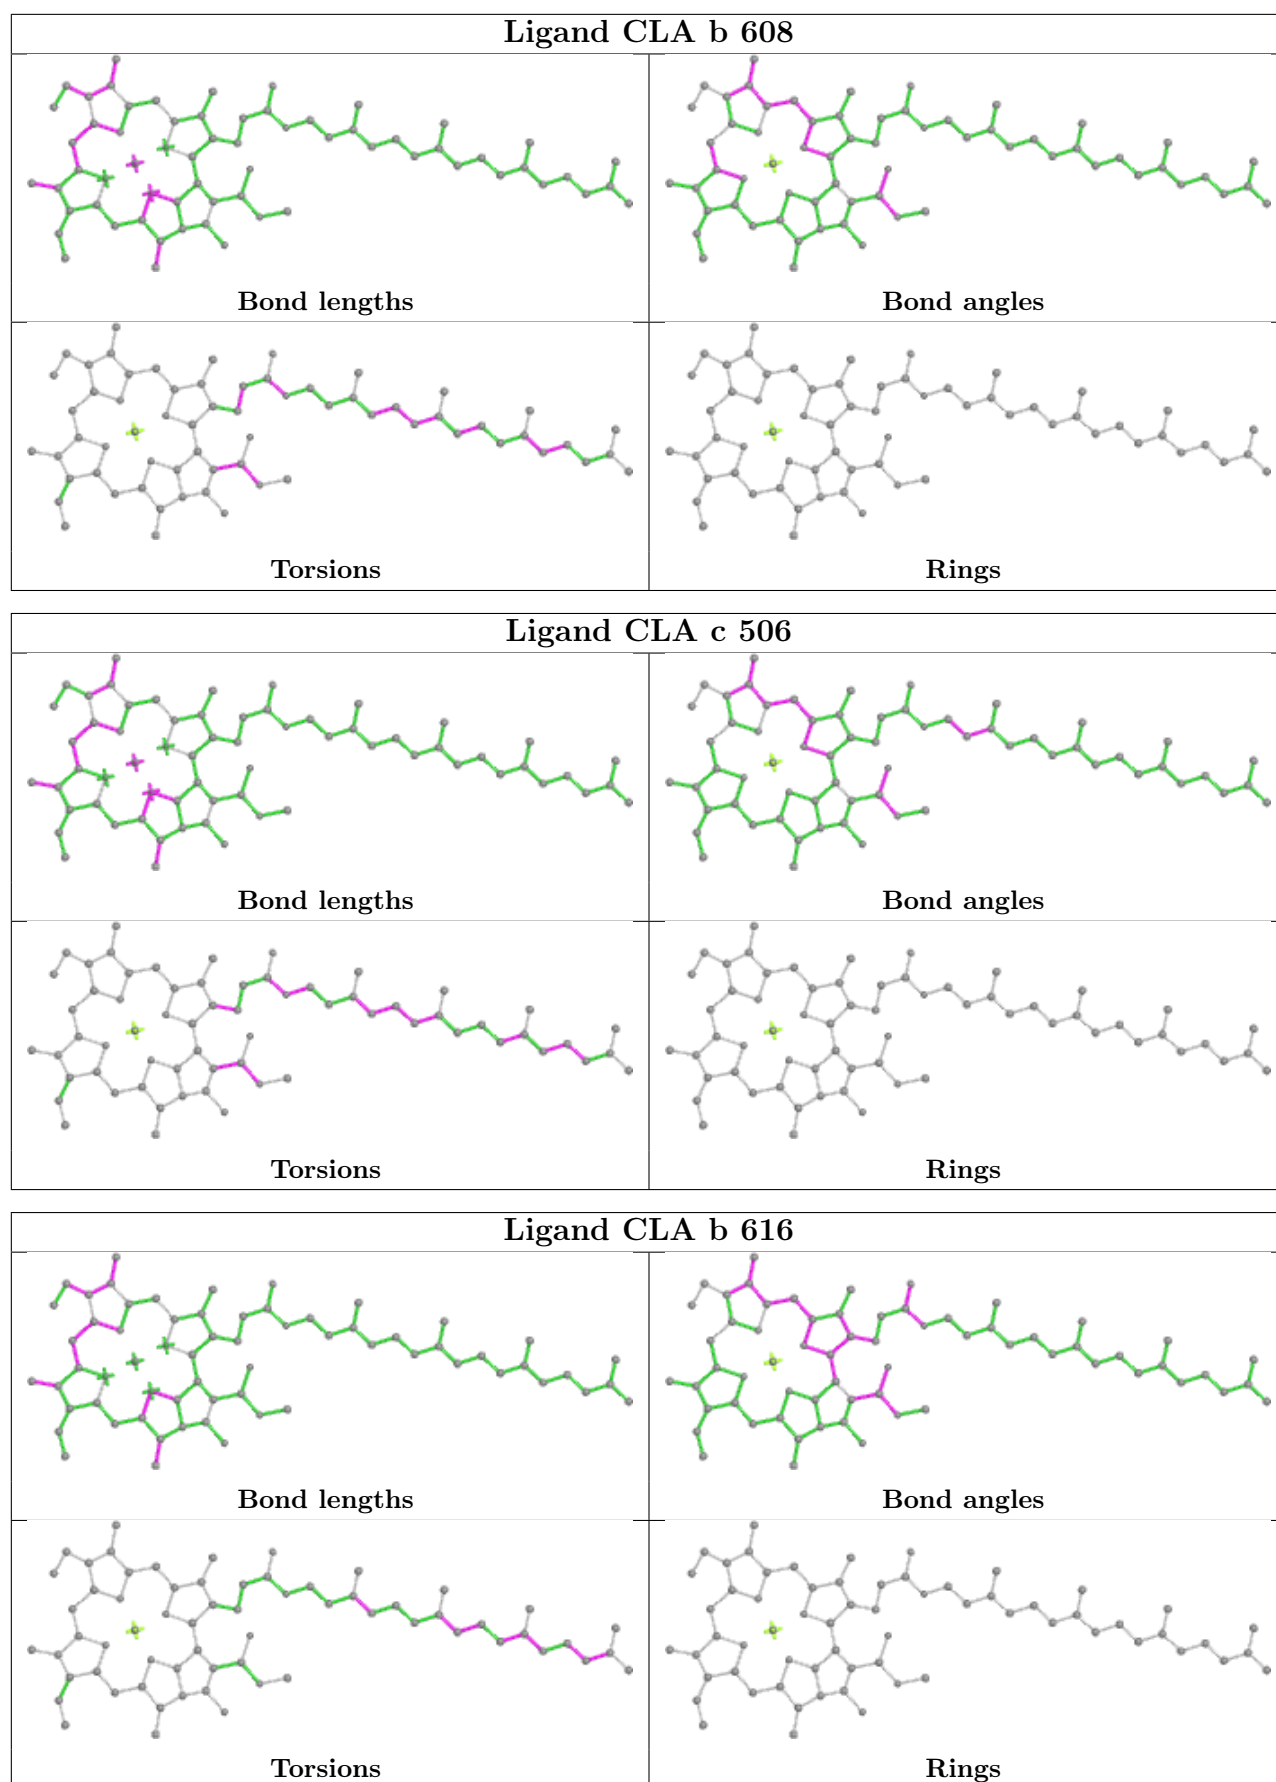 Ligand CLA b 608
Bond lengths
Bond angles
Torsions
Rings
Ligand CLA c 506
Bond lengths
Bond angles
Torsions
Rings
Ligand CLA b 616
Bond lengths
Bond angles
Torsions
Rings